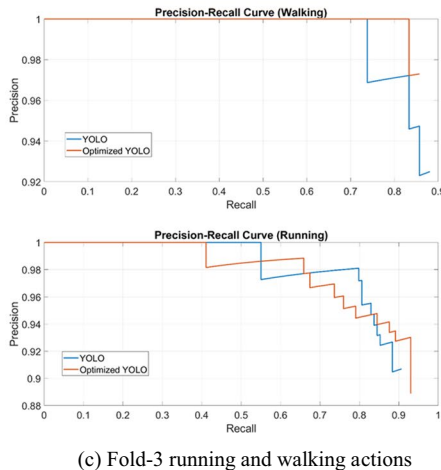 Precision-Recall Curve (Walking)
1
0.98
0.96
0.94
0.92
Precision
YOLO
Optimized YOLO
0 0.1 0.2 0.3 0.4 0.5 0.6 0.7 0.8 0.9
Recall
Precision-Recall Curve (Running)
1
0.98
0.96
0.94
0.92
0.9
0.88
Precision
YOLO
Optimized YOLO
0 0.1 0.2 0.3 0.4 0.5 0.6 0.7 0.8 0.9 1
Recall
(c) Fold-3 running and walking actions